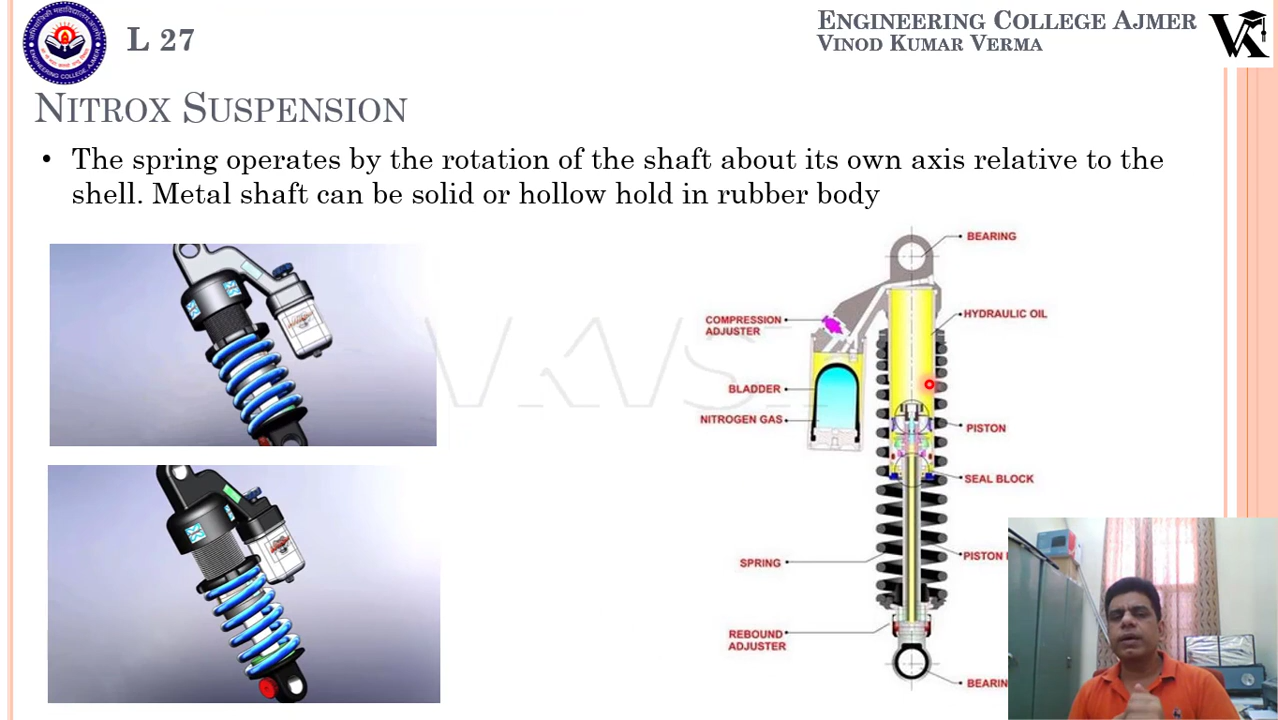 L 27
ENGINEERING COLLEGE AJMER
VINOD KUMAR VERMA
NITROX SUSPENSION
• The spring operates by the rotation of the shaft about its own axis relative to the
shell. Metal shaft can be solid or hollow hold in rubber body
BEARING
COMPRESSION
ADJUSTER
HYDRAULIC OIL
BLADDER
NITROGEN GAS
PISTON
SEAL BLOCK
SPRING
PISTON
REBOUND
ADJUSTER